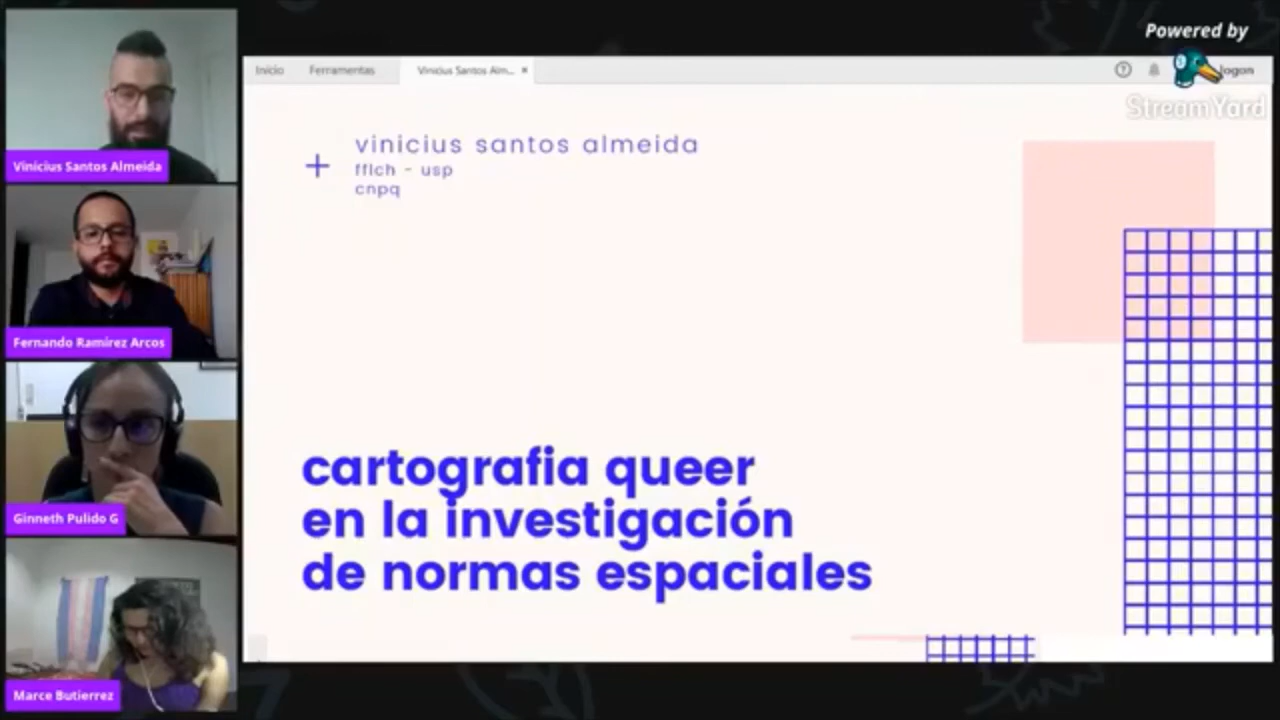 Powered by
StreamYard
Início Ferramentas Vinicius Santos Alm... ×
vinicius santos almeida
fflch - usp
cnpq
Vinicius Santos Almeida
Fernando Ramirez Arcos
cartografia queer
en la investigación
de normas espaciales
Ginneth Pulido G
Marce Butierrez